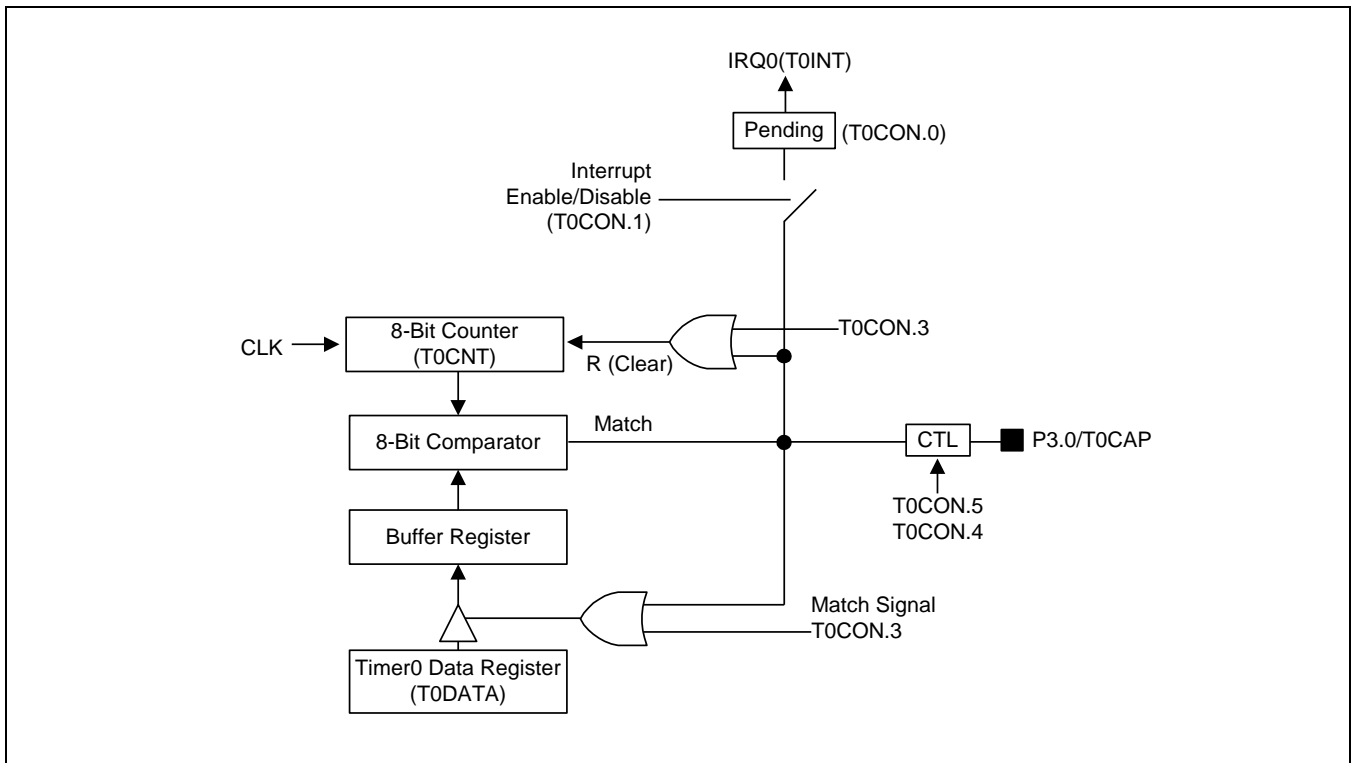 IRQ0(T0INT)
Pending
(T0CON.0)
Interrupt
Enable/Disable
(T0CON.1)
8-Bit Counter
(T0CNT)
CLK
R (Clear)
T0CON.3
8-Bit Comparator
Match
CTL
P3.0/T0CAP
T0CON.5
T0CON.4
Buffer Register
Match Signal
T0CON.3
Timer0 Data Register
(T0DATA)